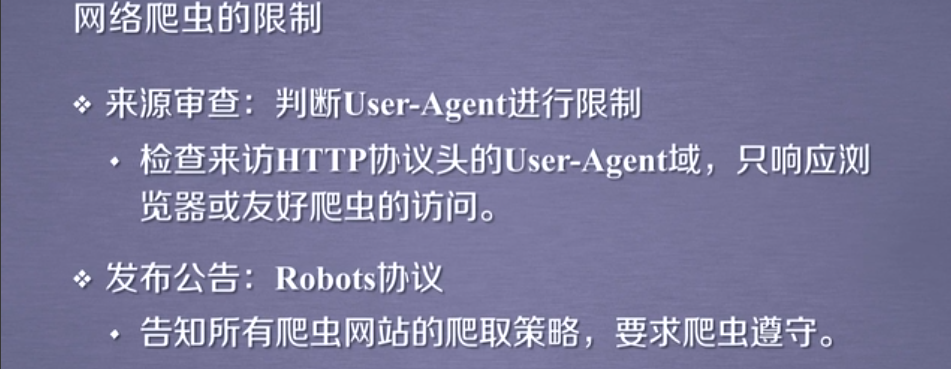 网络爬虫的限制
❖ 来源审查：判断User-Agent进行限制
• 检查来访HTTP协议头的User-Agent域，只响应浏
览器或友好爬虫的访问。
❖ 发布公告：Robots协议
• 告知所有爬虫网站的爬取策略，要求爬虫遵守。